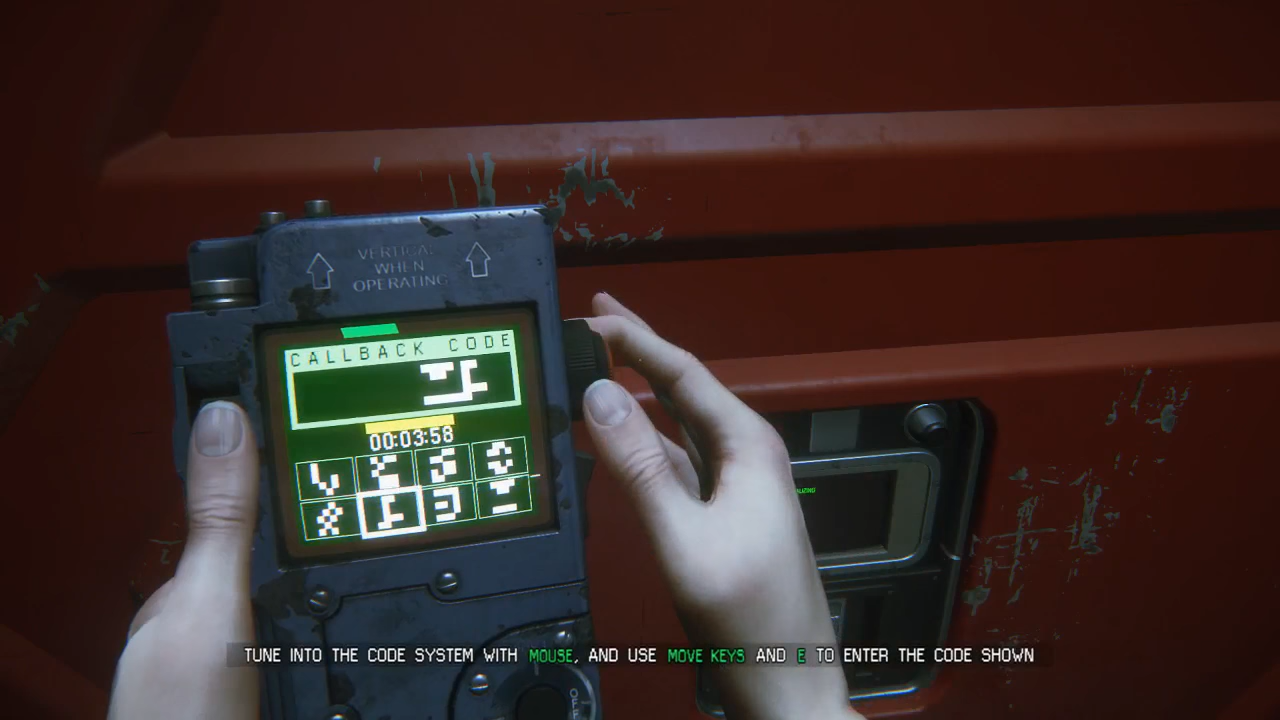 VERTICAL
WHEN
OPERATING
CALLBACK CODE
00:03:58
TUNE INTO THE CODE SYSTEM WITH MOUSE, AND USE MOVE KEYS AND E TO ENTER THE CODE SHOWN